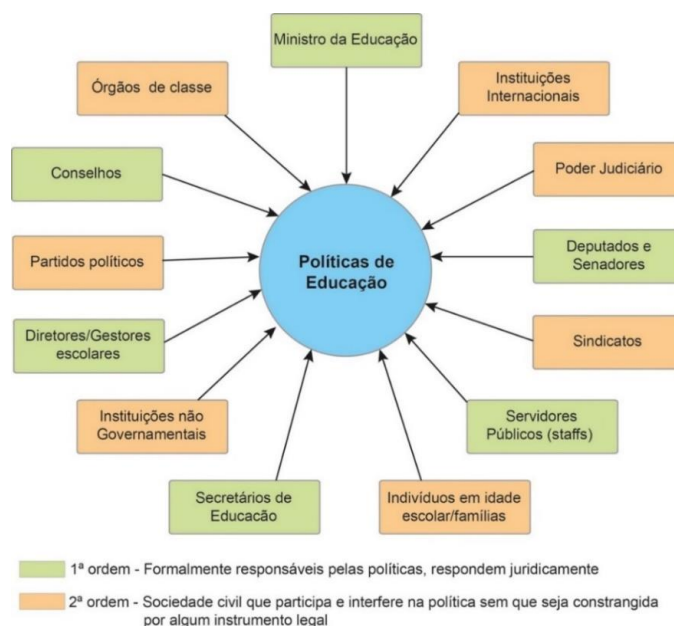 Ministro da Educação
Órgãos de classe
Instituições
Internacionais
Conselhos
Poder Judiciário
Partidos políticos
Políticas de
Educação
Deputados e
Senadores
Diretores/Gestores
escolares
Sindicatos
Instituições não
Governamentais
Servidores
Públicos (staffs)
Secretários de
Educacão
Indivíduos em idade
escolar/famílias
1ª ordem - Formalmente responsáveis pelas políticas, respondem juridicamente
2ª ordem - Sociedade civil que participa e interfere na política sem que seja constrangida
por algum instrumento legal